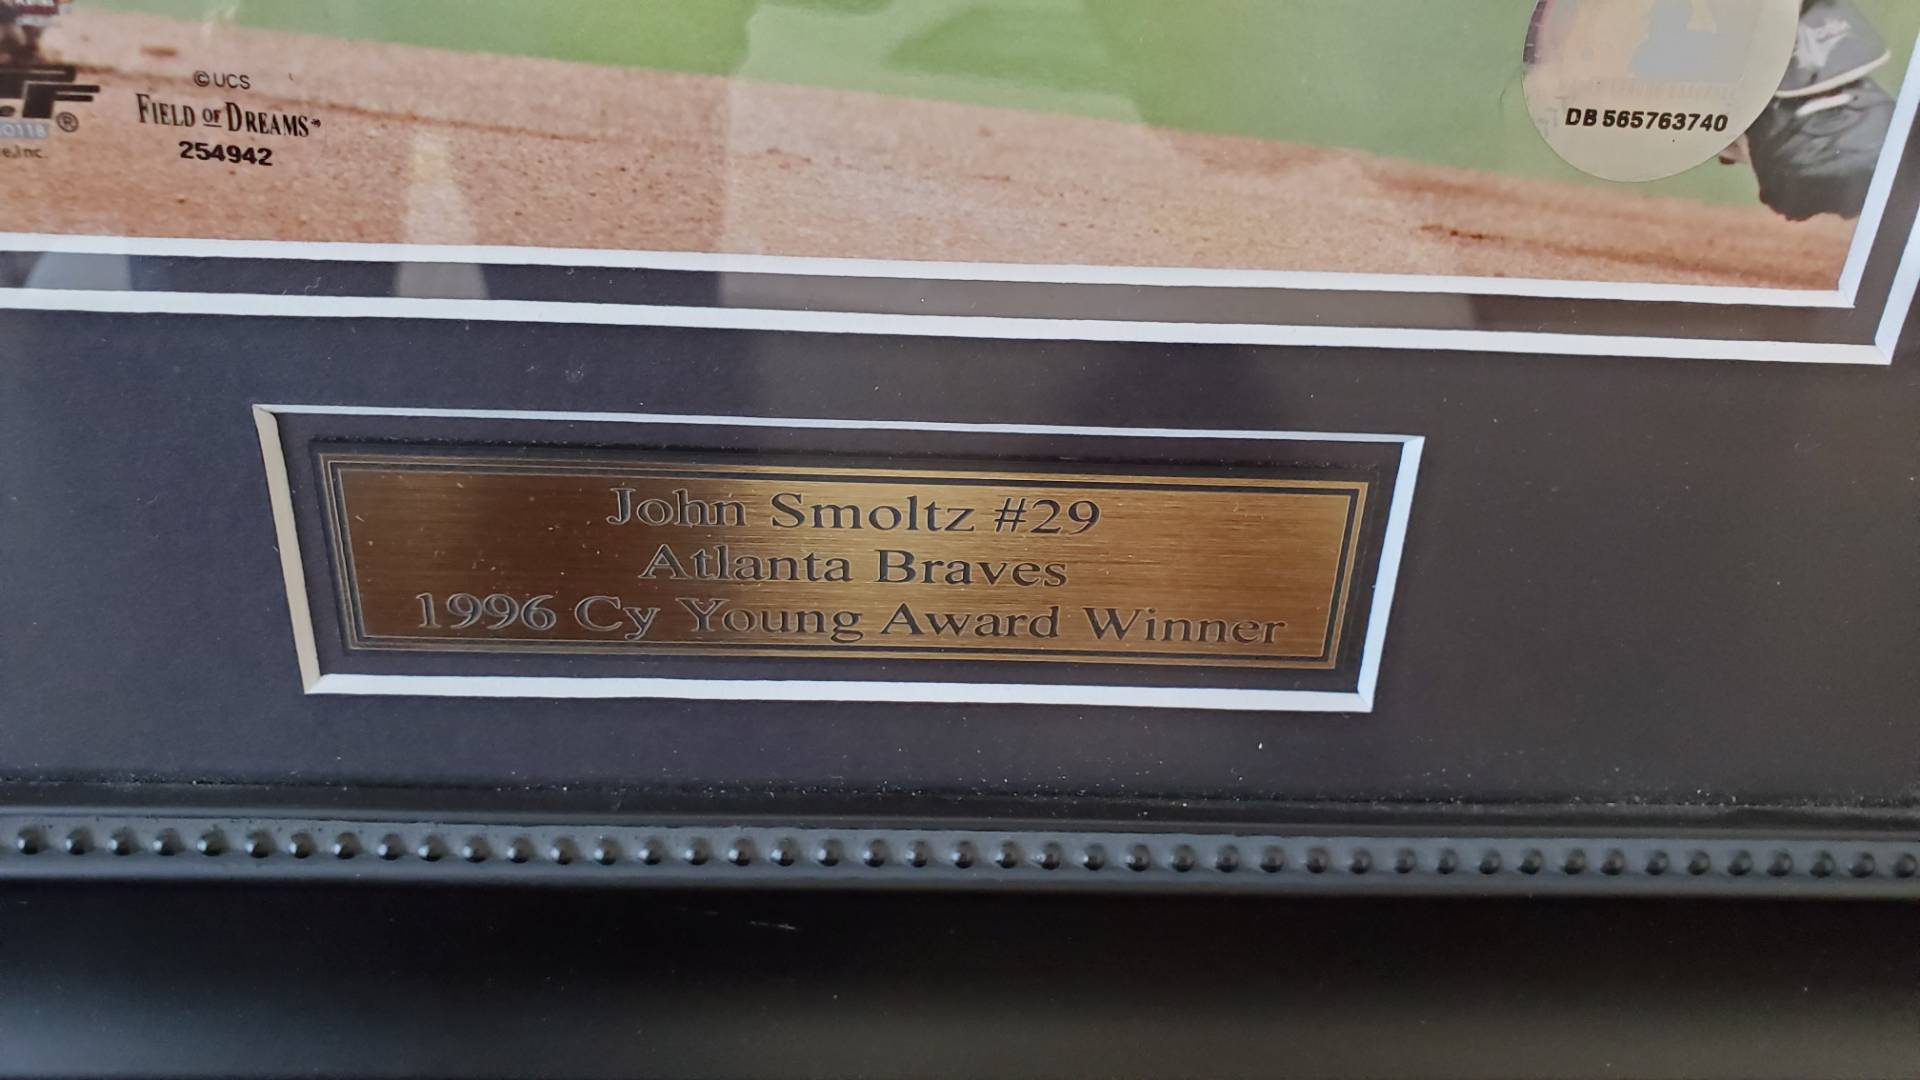 ©UCS
FIELD OF DREAMS
254942
DB 565763740
John Smoltz #29
Atlanta Braves
1996 Cy Young Award Winner